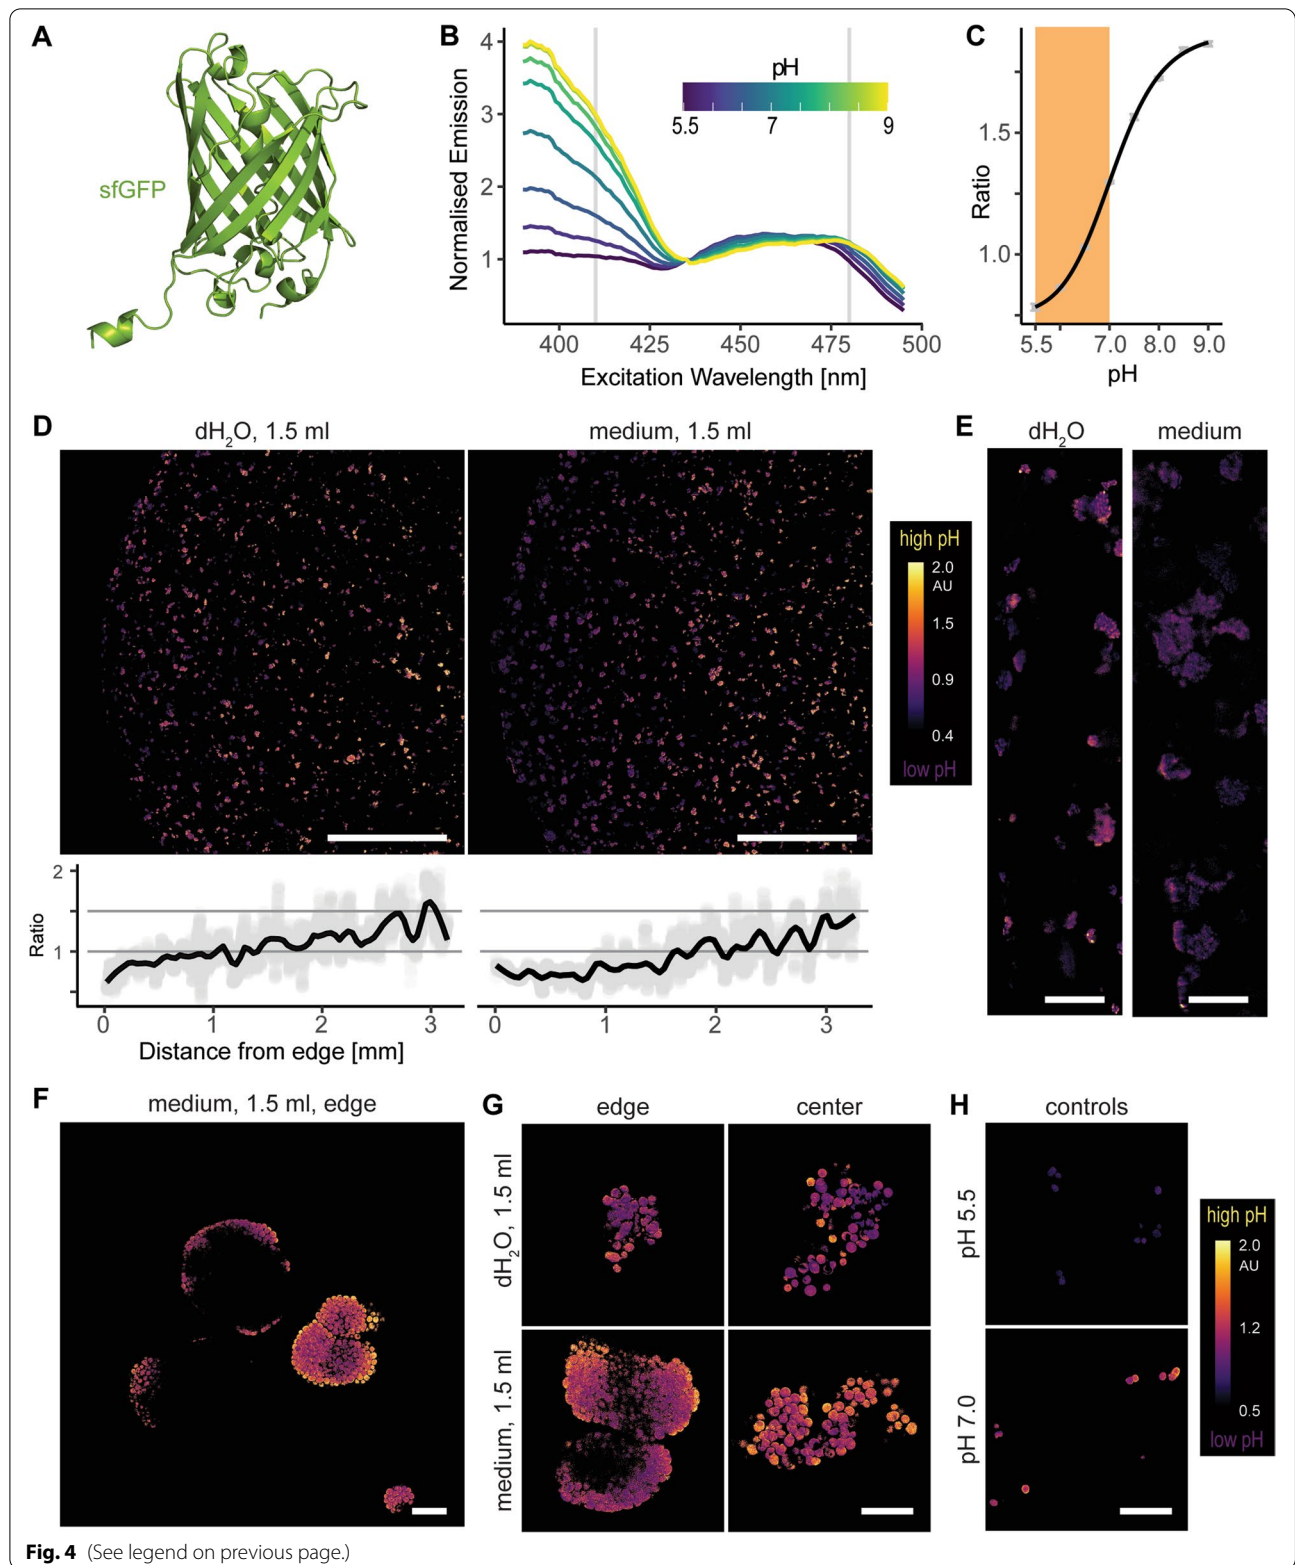 A
sfGFP
B
4
3
2
1
Normalised Emission
pH
5.5 7 9
400 425 450 475 500
Excitation Wavelength [nm]
C
1.5
1.0
Ratio
5.5 7.0 8.0 9.0
pH
D
dH2O, 1.5 ml
medium, 1.5 ml
high pH
2.0
AU
1.5
0.9
0.4
low pH
2
1
Ratio
0 1 2 3
0 1 2 3
Distance from edge [mm]
E
dH2O
medium
F
medium, 1.5 ml, edge
G
edge
center
dH2O, 1.5 ml
medium, 1.5 ml
H
controls
pH 5.5
pH 7.0
high pH
2.0
AU
1.2
0.5
low pH
Fig. 4 (See legend on previous page.)